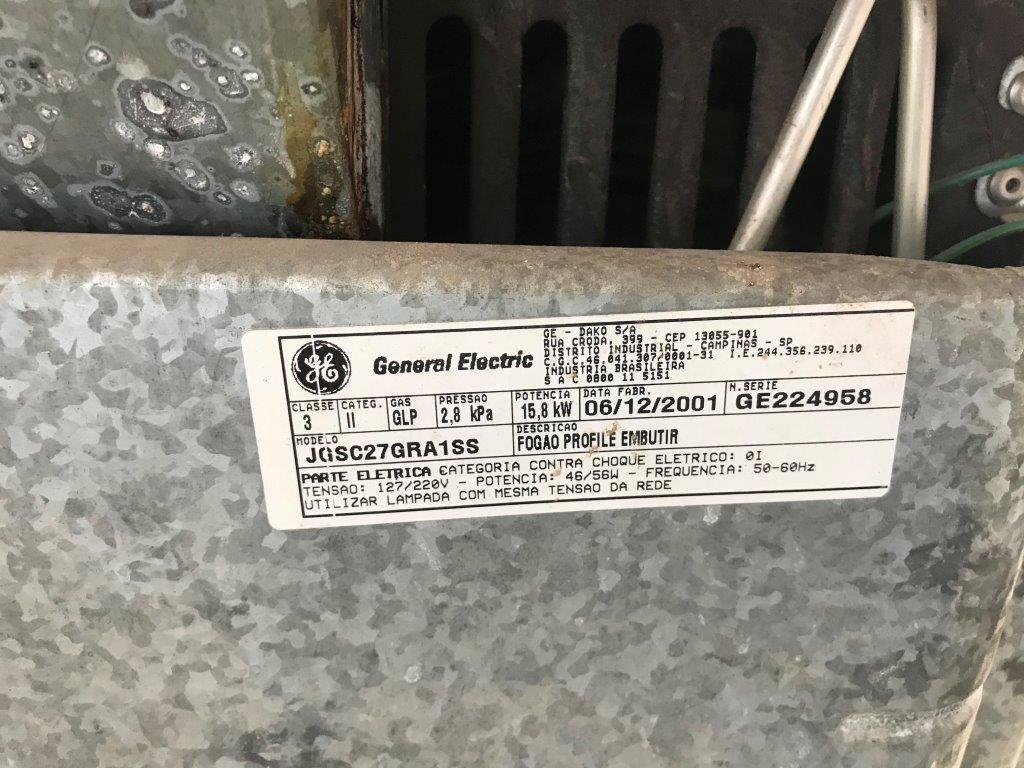 GE
General Electric
GE - DAKO S/A
RUA CRODA, 399 - CEP 13055-901
DISTRITO INDUSTRIAL - CAMPINAS - SP
C.G.C.46.041.307/0001-31 I.E.244.356.239.110
INDUSTRIA BRASILEIRA
S A C 0800 11 5151
CLASSE CATEG. GAS PRESSAO POTENCIA DATA FABR. N.SERIE
3 II GLP 2,8 kPa 15,8 kW 06/12/2001 GE224958
MODELO DESCRICAO
JGSC27GRA1SS FOGAO PROFILE EMBUTIR
PARTE ELETRICA CATEGORIA CONTRA CHOQUE ELETRICO: 0I
TENSAO: 127/220V - POTENCIA: 46/56W - FREQUENCIA: 50-60Hz
UTILIZAR LAMPADA COM MESMA TENSAO DA REDE